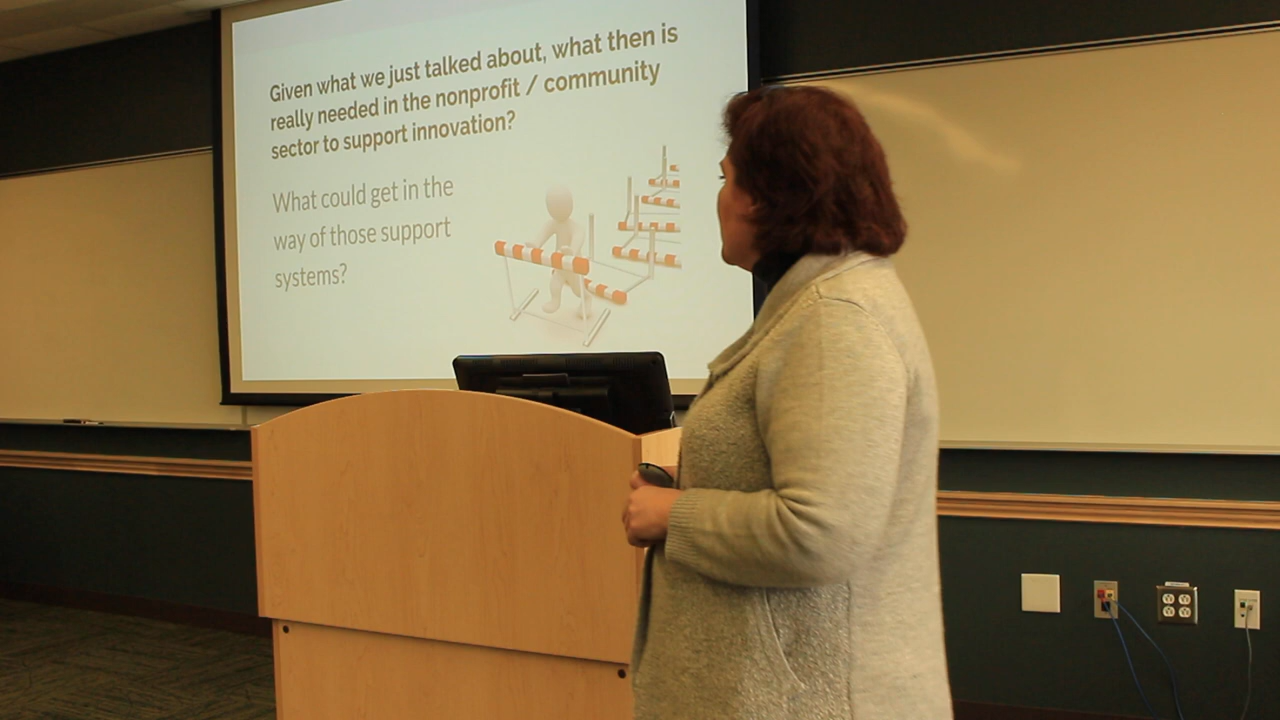 Given what we just talked about, what then is
really needed in the nonprofit / community
sector to support innovation?
What could get in the
way of those support
systems?